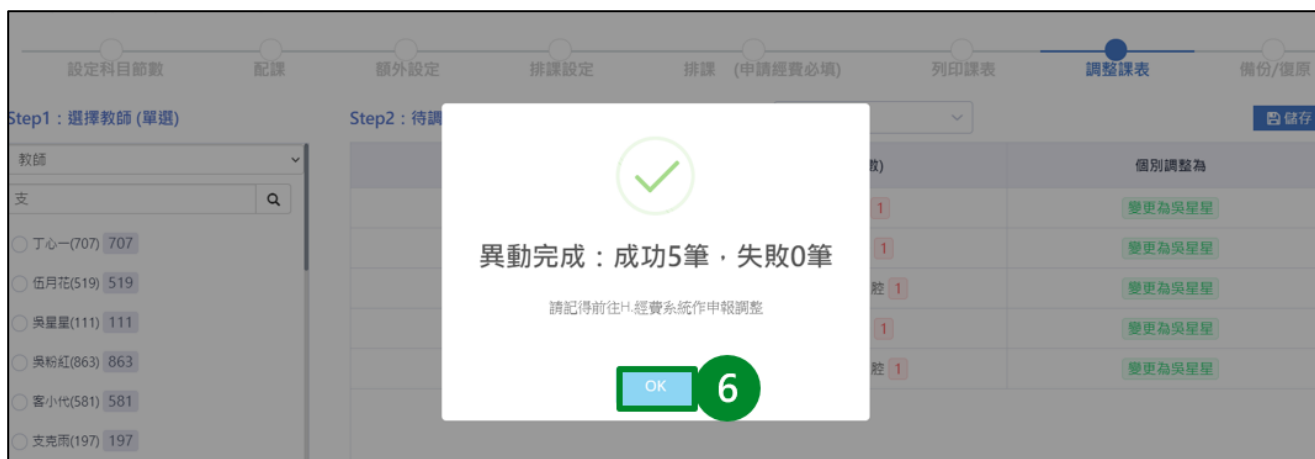 設定科目節數
配課
額外設定
排課設定
排課 (申請經費必填)
列印課表
調整課表
備份/復原
Step1：選擇教師 (單選)
Step2：待調
儲存
教師
支
數)
個別調整為
1
變更為吳星星
1
變更為吳星星
腔 1
變更為吳星星
1
變更為吳星星
腔 1
變更為吳星星
丁心一(707) 707
伍月花(519) 519
吳星星(111) 111
吳粉紅(863) 863
客小代(581) 581
支克雨(197) 197
異動完成：成功5筆，失敗0筆
請記得前往H.經費系統作申報調整
OK
6